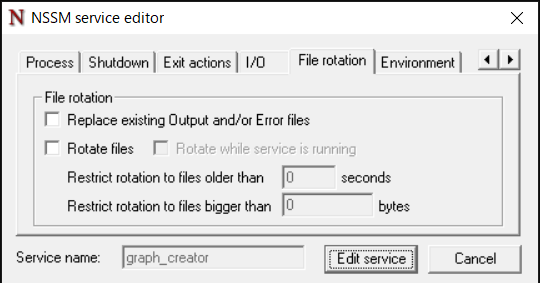 NSSM service editor
Process Shutdown Exit actions I/O File rotation Environment
File rotation
Replace existing Output and/or Error files
Rotate files Rotate while service is running
Restrict rotation to files older than 0 seconds
Restrict rotation to files bigger than 0 bytes
Service name: graph_creator Edit service Cancel